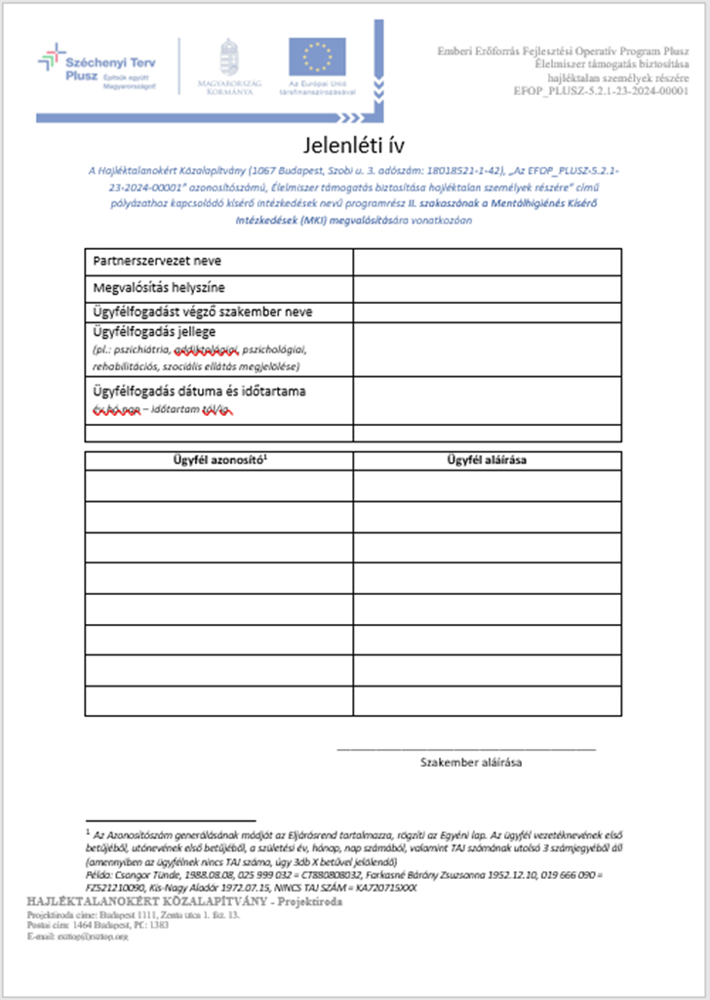 Széchenyi Terv
Plusz Építsük együtt
Magyarországot!
MAGYARORSZÁG
KORMÁNYA
Az Európai Unió
társfinanszírozásával
Emberi Erőforrás Fejlesztési Operatív Program Plusz
Élelmiszer támogatás biztosítása
hajléktalan személyek részére
EFOP_PLUSZ-5.2.1-23-2024-00001
Jelenléti ív
A Hajléktalanokért Közalapítvány (1067 Budapest, Szobi u. 3. adószám: 18018521-1-42), „Az EFOP_PLUSZ-5.2.1-
23-2024-00001” azonosítószámú, Élelmiszer támogatás biztosítása hajléktalan személyek részére” című
pályázathoz kapcsolódó kísérő intézkedések nevű programrész II. szakaszának a Mentálhigiénés Kísérő
Intézkedések (MKI) megvalósítására vonatkozóan
Partnerszervezet neve
Megvalósítás helyszíne
Ügyfélfogadást végző szakember neve
Ügyfélfogadás jellege
(pl.: pszichiátria, addiktológiai, pszichológiai,
rehabilitációs, szociális ellátás megjelölése)
Ügyfélfogadás dátuma és időtartama
év hó nap – időtartam tól/ig
Ügyfél azonosító¹ Ügyfél aláírása
Szakember aláírása
¹ Az Azonosítószám generálásának módját az Eljárásrend tartalmazza, rögzíti az Egyéni lap. Az ügyfél vezetéknevének első
betűjéből, utónevének első betűjéből, a születési év, hónap, nap számából, valamint TAJ számának utolsó 3 számjegyéből áll
(amennyiben az ügyfélnek nincs TAJ száma, úgy 3db X betűvel jelölendő)
Példa: Csongor Tünde, 1988.08.08, 025 999 032 = CT880808032, Farkasné Bárány Zsuzsanna 1952.12.10, 019 666 090 =
FZ521210090, Kis-Nagy Aladár 1972.07.15, NINCS TAJ SZÁM = KA720715XXX
HAJLÉKTALANOKÉRT KÖZALAPÍTVÁNY - Projektiroda
Projektiroda címe: Budapest 1111, Zenta utca 1. fsz. 13.
Postai cím: 1464 Budapest, Pf.: 1383
E-mail: rsztop@rsztop.org